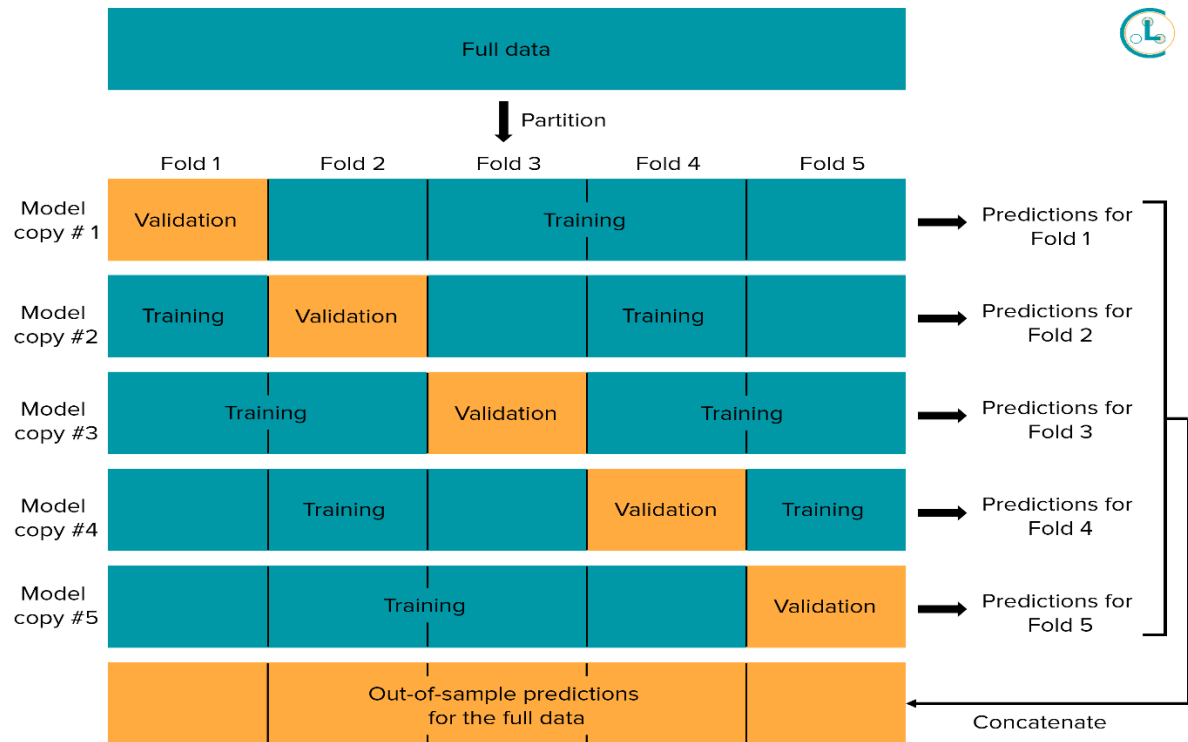 L
Full data
Partition
Fold 1 Fold 2 Fold 3 Fold 4 Fold 5
Model
copy # 1
Validation
Training
Predictions for
Fold 1
Model
copy #2
Training
Validation
Training
Predictions for
Fold 2
Model
copy #3
Training
Validation
Training
Predictions for
Fold 3
Model
copy #4
Training
Validation
Training
Predictions for
Fold 4
Model
copy #5
Training
Validation
Predictions for
Fold 5
Out-of-sample predictions
for the full data
Concatenate